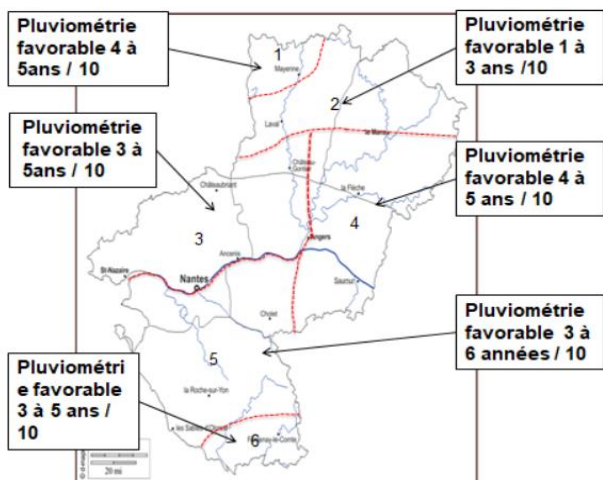 Pluviométrie
favorable 4 à
5ans / 10
Pluviométrie
favorable 1 à
3 ans /10
Pluviométrie
favorable 3 à
5ans / 10
Pluviométrie
favorable 4 à
5 ans / 10
Pluviométrie
favorable 3 à
6 années / 10
Pluviométri
e favorable
3 à 5 ans /
10
1
Mayenne
2
Laval
Château-
Gontier
Châteaubriant
la Flèche
3
4
Angers
Ancenis
St-Nazaire
Nantes
Saumur
Cholet
5
la Roche-sur-Yon
les Sables d'Olonne
6
Fontenay-le-Comte
20 mi